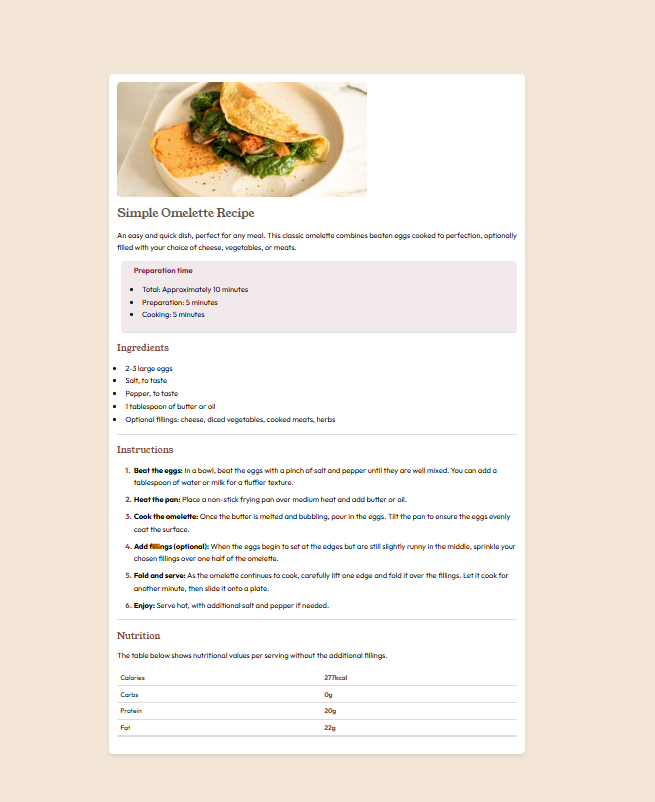 Simple Omelette Recipe
An easy and quick dish, perfect for any meal. This classic omelette combines beaten eggs cooked to perfection, optionally
filled with your choice of cheese, vegetables, or meats.
Preparation time
Total: Approximately 10 minutes
Preparation: 5 minutes
Cooking: 5 minutes
Ingredients
2-3 large eggs
Salt, to taste
Pepper, to taste
1 tablespoon of butter or oil
Optional fillings: cheese, diced vegetables, cooked meats, herbs
Instructions
1. Beat the eggs: In a bowl, beat the eggs with a pinch of salt and pepper until they are well mixed. You can add a
tablespoon of water or milk for a fluffier texture.
2. Heat the pan: Place a non-stick frying pan over medium heat and add butter or oil.
3. Cook the omelette: Once the butter is melted and bubbling, pour in the eggs. Tilt the pan to ensure the eggs evenly
coat the surface.
4. Add fillings (optional): When the eggs begin to set at the edges but are still slightly runny in the middle, sprinkle your
chosen fillings over one half of the omelette.
5. Fold and serve: As the omelette continues to cook, carefully lift one edge and fold it over the fillings. Let it cook for
another minute, then slide it onto a plate.
6. Enjoy: Serve hot, with additional salt and pepper if needed.
Nutrition
The table below shows nutritional values per serving without the additional fillings.
Calories 277kcal
Carbs 0g
Protein 20g
Fat 22g